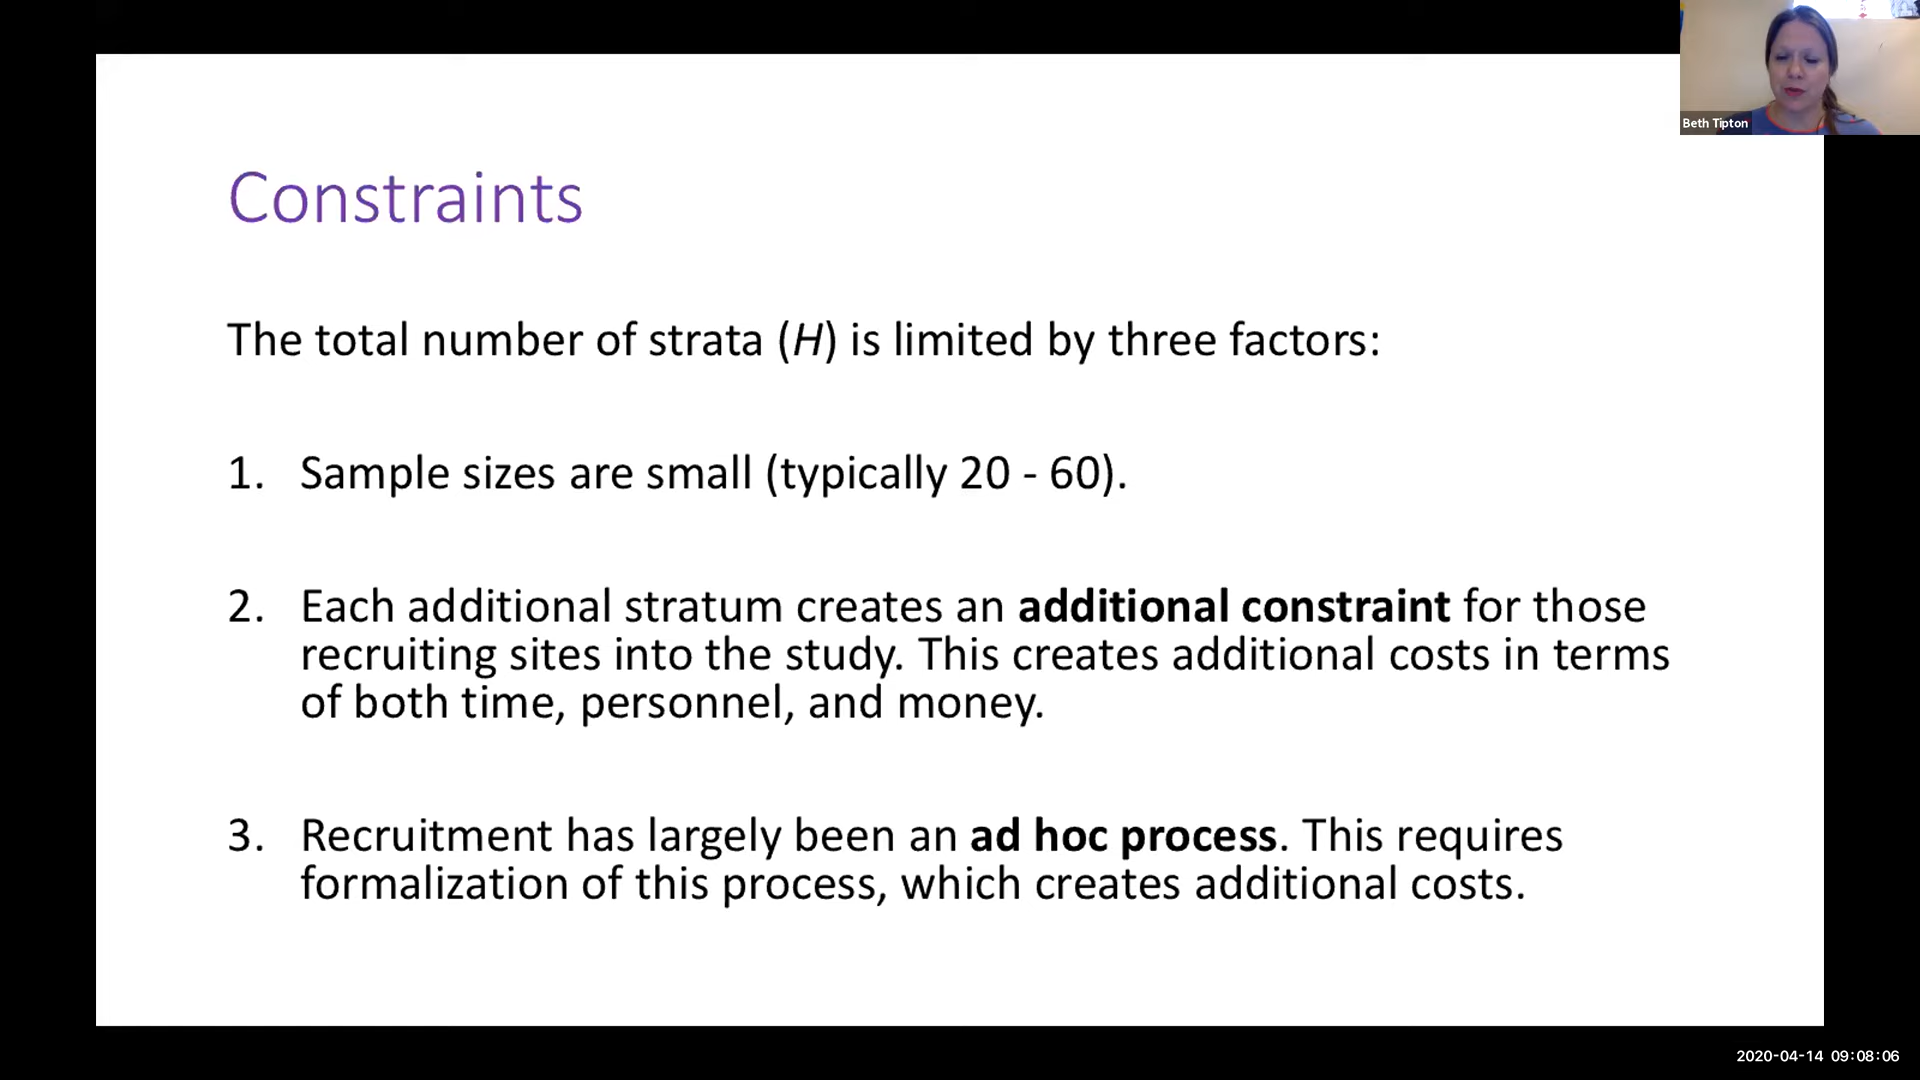 Beth Tipton
Constraints
The total number of strata (H) is limited by three factors:
1. Sample sizes are small (typically 20 - 60).
2. Each additional stratum creates an additional constraint for those
recruiting sites into the study. This creates additional costs in terms
of both time, personnel, and money.
3. Recruitment has largely been an ad hoc process. This requires
formalization of this process, which creates additional costs.
2020-04-14 09:08:06